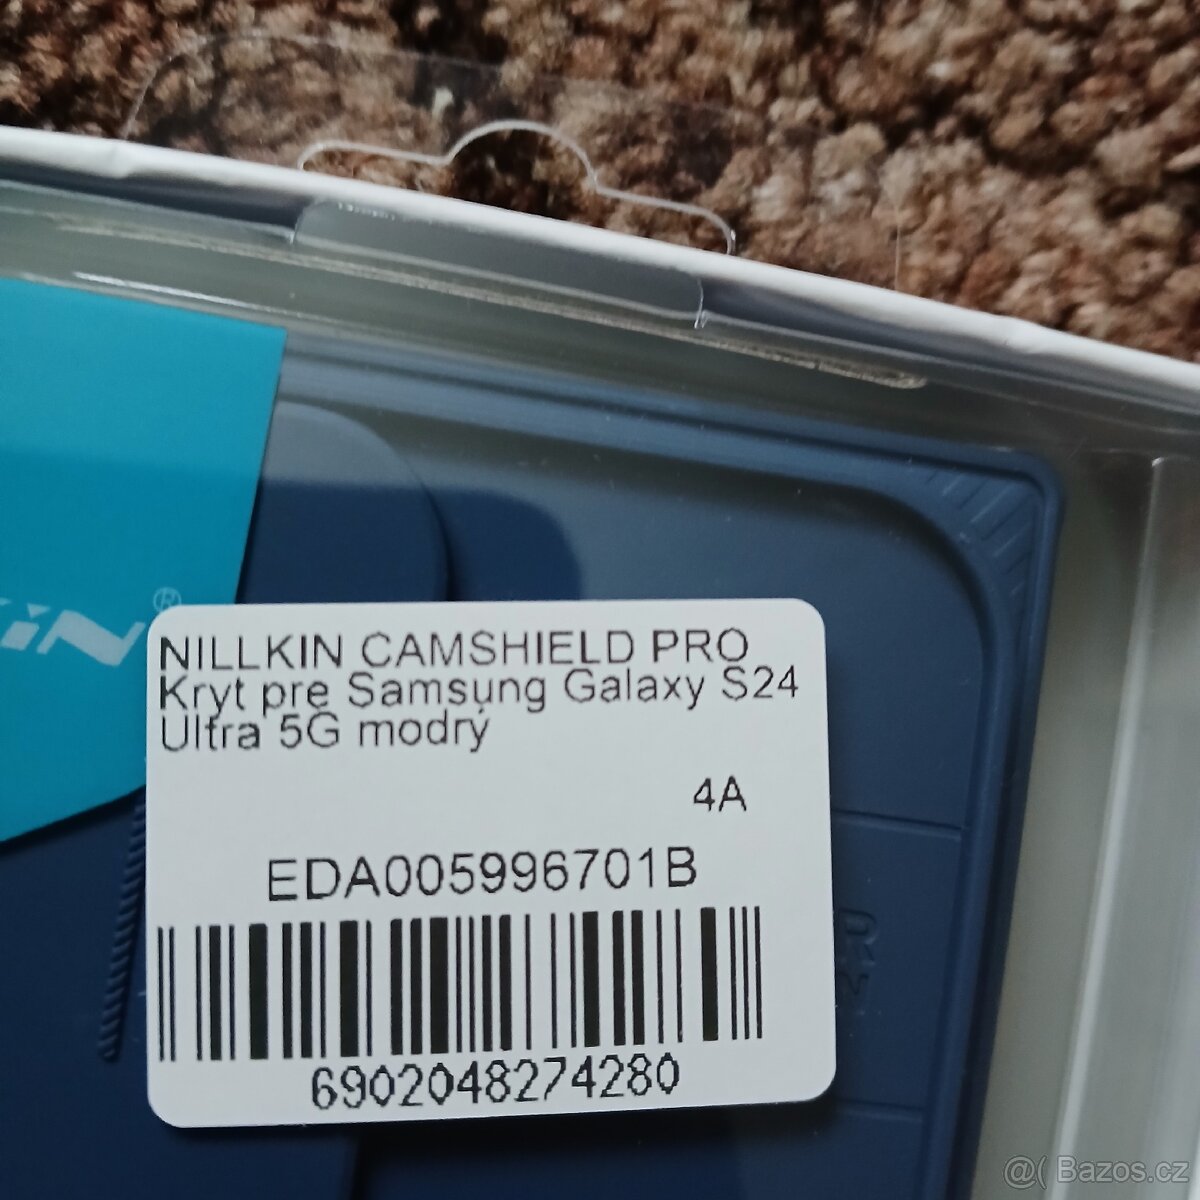 NILLKIN CAMSHIELD PRO
Kryt pre Samsung Galaxy S24
Ultra 5G modrý
4A
EDA005996701B
6902048274280
@( Bazos.cz